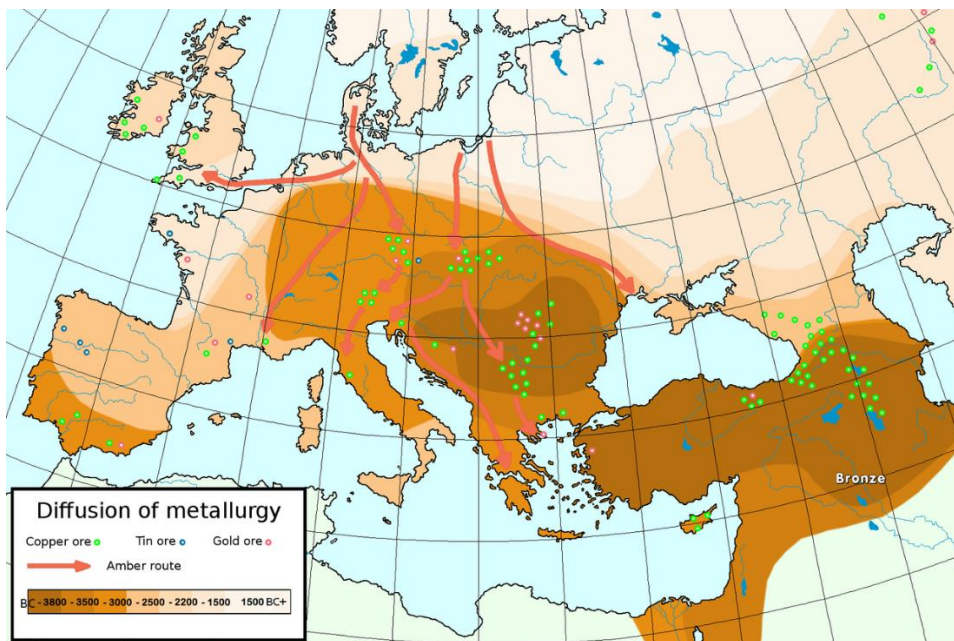 Bronze
Diffusion of metallurgy
Copper ore Tin ore Gold ore
Amber route
BC - 3800 - 3500 - 3000 - 2500 - 2200 - 1500 1500 BC+